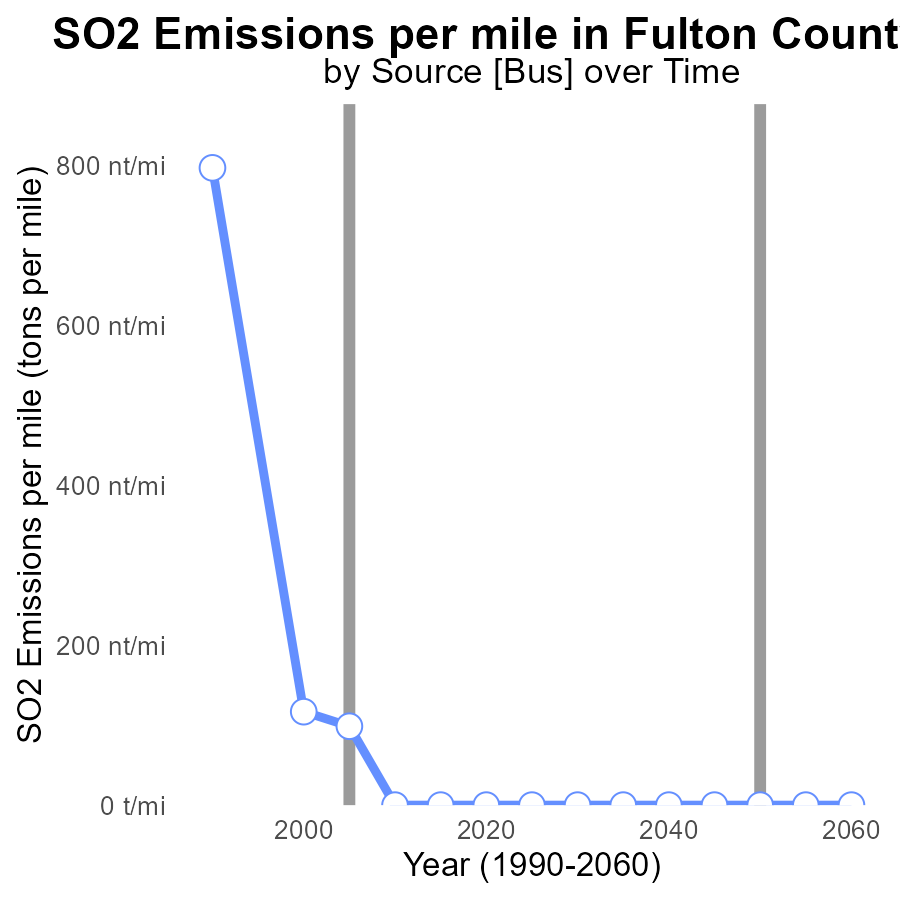 SO2 Emissions per mile in Fulton Count
by Source [Bus] over Time
SO2 Emissions per mile (tons per mile)
800 nt/mi
600 nt/mi
400 nt/mi
200 nt/mi
0 t/mi
2000 2020 2040 2060
Year (1990-2060)